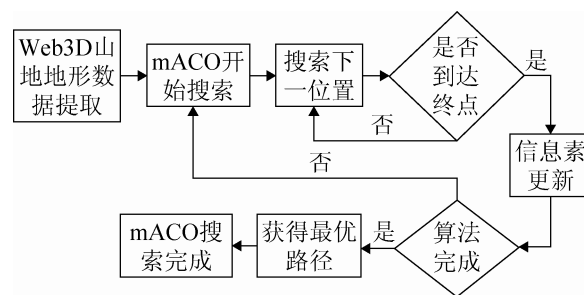 Web3D山
地地形数
据提取
mACO开
始搜索
搜索下
一位置
是否
到达
终点
是
否
信息素
更新
否
算法
完成
是
获得最优
路径
mACO搜
索完成